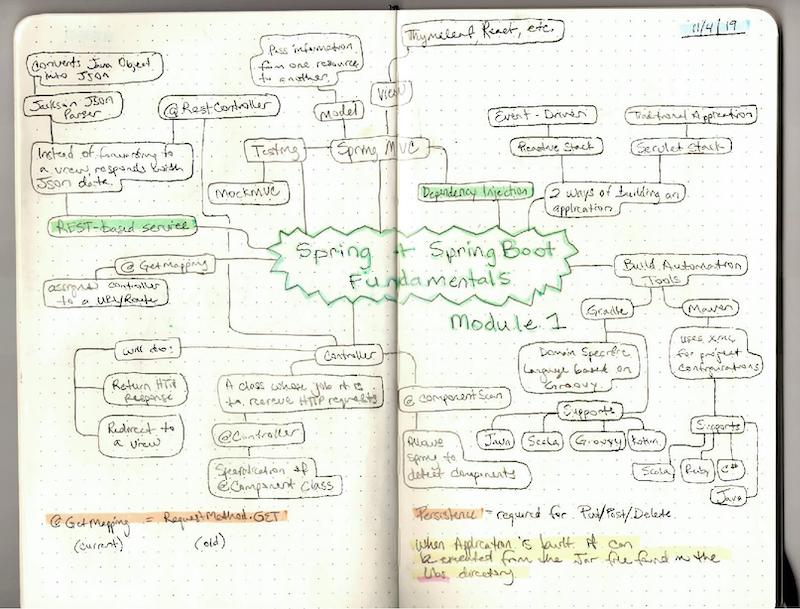 11/4/19
Thymeleaf, React, etc.
View
Pass information
from one resource
to another
Model
Converts Java Object
into JSON
Jackson JSON
Parser
Instead of forwarding to
a view, responds with
JSON data.
REST-based service
@RestController
Testing
MockMVC
Spring MVC
Event-Driven
Reactive Stack
Traditional Application
Servlet Stack
2 ways of building an
application
Dependency Injection
Spring + Spring Boot
Fundamentals
Module 1
@GetMapping
assigned controller
to a URL/Route
Build Automation
Tools
Gradle
Domain Specific
Language based on
Groovy
Supports
Java
Scala
Groovy
Kotlin
Maven
uses XML
for project
configurations
Supports
Scala
Ruby
C#
Java
Controller
will do:
Return HTTP
Response
Redirect to
a view
A class whose job it is
to receive HTTP requests
@Controller
Specialization of
@Component class
@ComponentScan
Allows
Spring to
detect components
@GetMapping = RequestMethod.GET
(current) (old)
Persistence = required for Put/Post/Delete
When Application is built, it can
be executed from the Jar file found in the
libs directory